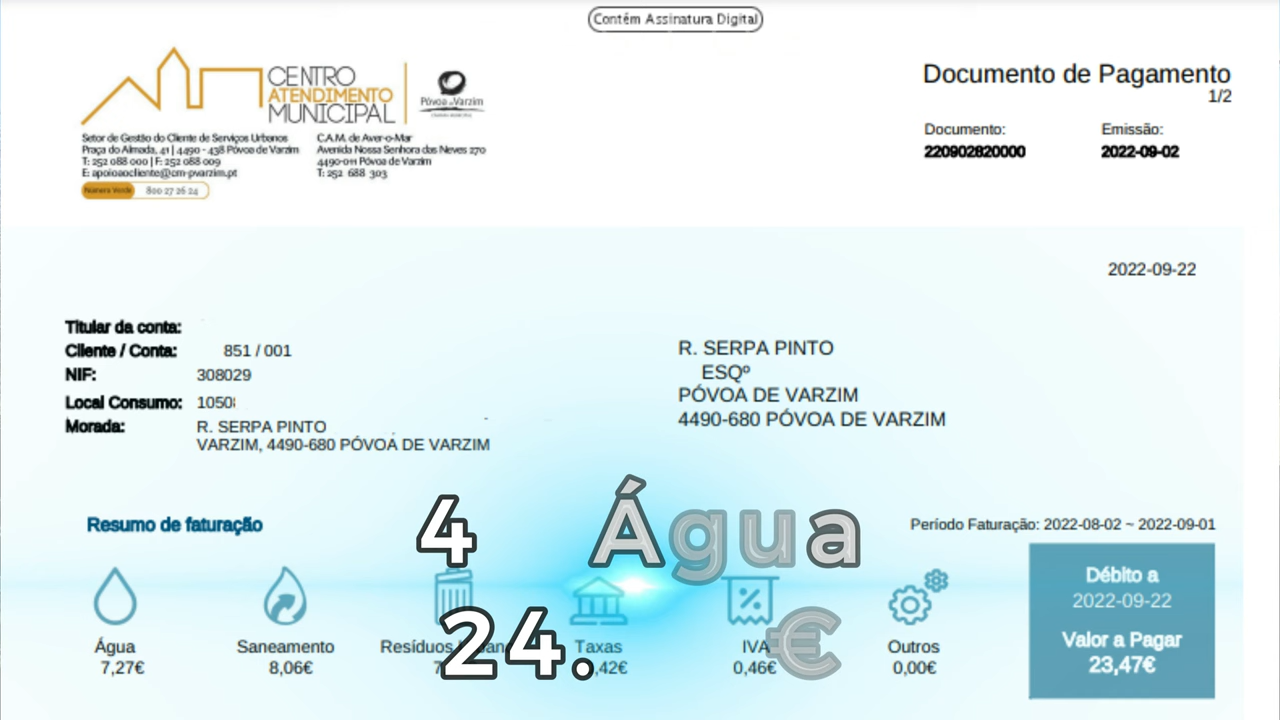 Contém Assinatura Digital
CENTRO
ATENDIMENTO
MUNICIPAL
Póvoa de Varzim
Setor de Gestão do Cliente de Serviços Urbanos
Praça do Almada, 41 | 4490 - 438 Póvoa de Varzim
T: 252 088 000 | F: 252 088 009
E: apoioaocliente@cm-pvarzim.pt
Número Verde 800 27 26 24
C.A.M. de Aver-o-Mar
Avenida Nossa Senhora das Neves 270
4490-011 Póvoa de Varzim
T: 252 688 303
Documento de Pagamento
1/2
Documento: Emissão:
220902820000 2022-09-02
2022-09-22
Titular da conta:
Cliente / Conta: 851 / 001
NIF: 308029
Local Consumo: 1050
Morada: R. SERPA PINTO
VARZIM, 4490-680 PÓVOA DE VARZIM
R. SERPA PINTO
ESQº
PÓVOA DE VARZIM
4490-680 PÓVOA DE VARZIM
Resumo de faturação
Período Faturação: 2022-08-02 ~ 2022-09-01
4 Água
24. €
Água Saneamento Resíduos Taxas IVA Outros
7,27€ 8,06€ ,42€ 0,46€ 0,00€
Débito a
2022-09-22
Valor a Pagar
23,47€